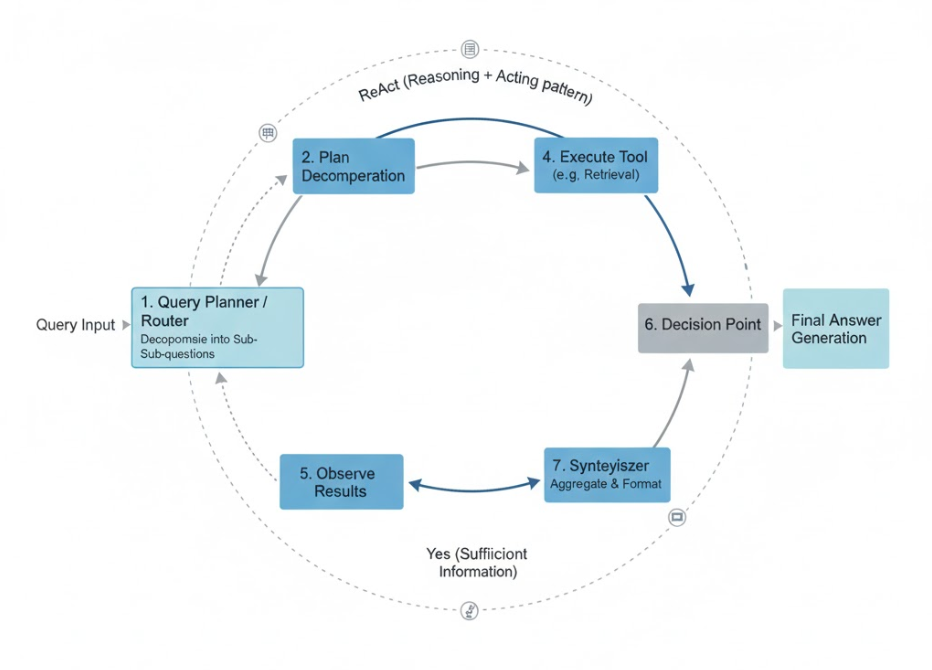 ReAct (Reasoning + Acting pattern)
2. Plan
Decomperation
4. Execute Tool
(e.g. Retrieval)
Query Input
1. Query Planner /
Router
Decopomsie into Sub-
Sub-questions
6. Decision Point
Final Answer
Generation
5. Observe
Results
7. Synteyiszer
Aggregate & Format
Yes (Suffiiciont
Information)